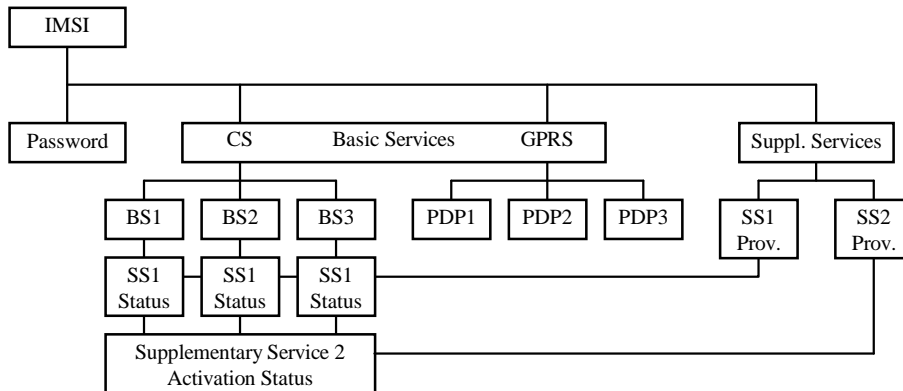 IMSI
Password
CS Basic Services GPRS
Suppl. Services
BS1
BS2
BS3
PDP1
PDP2
PDP3
SS1
Prov.
SS2
Prov.
SS1
Status
SS1
Status
SS1
Status
Supplementary Service 2
Activation Status